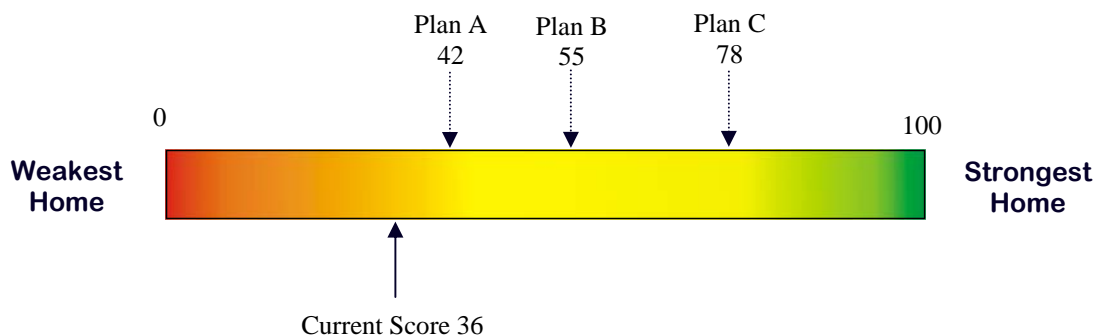 Plan A
42
Plan B
55
Plan C
78
0
100
Weakest
Home
Strongest
Home
Current Score 36